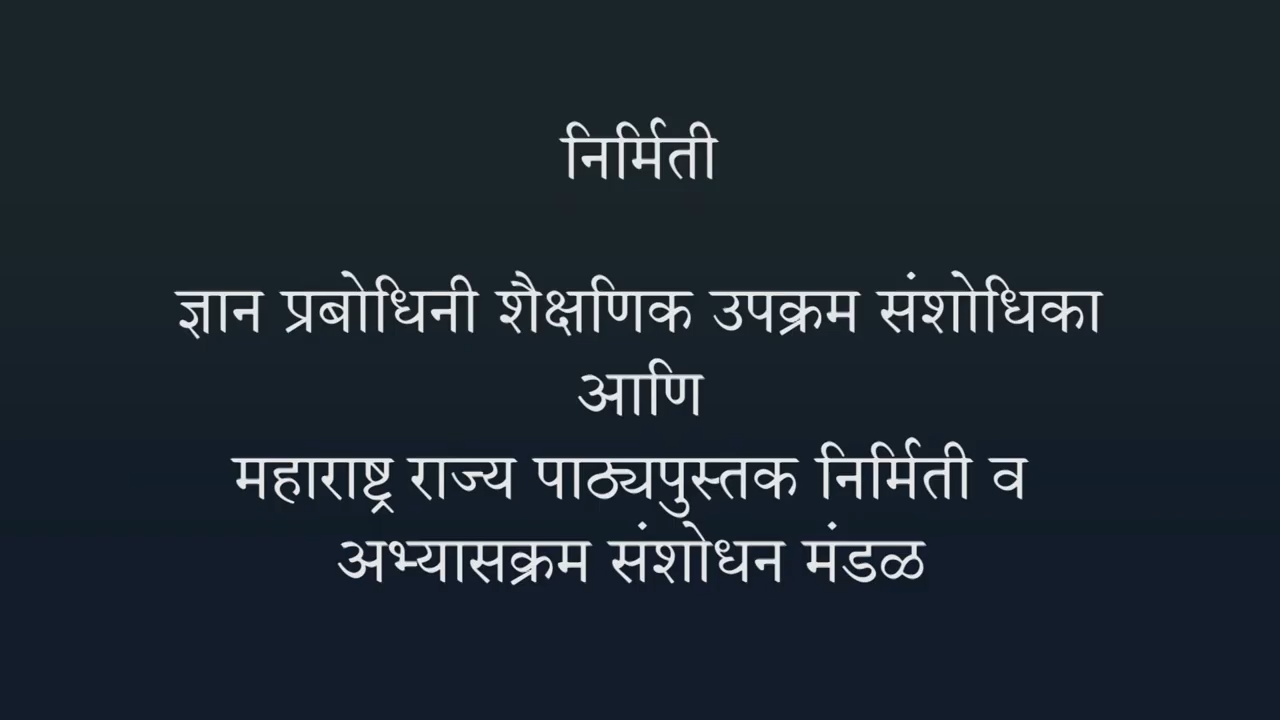 निर्मिती
ज्ञान प्रबोधिनी शैक्षणिक उपक्रम संशोधिका
आणि
महाराष्ट्र राज्य पाठ्यपुस्तक निर्मिती व
अभ्यासक्रम संशोधन मंडळ